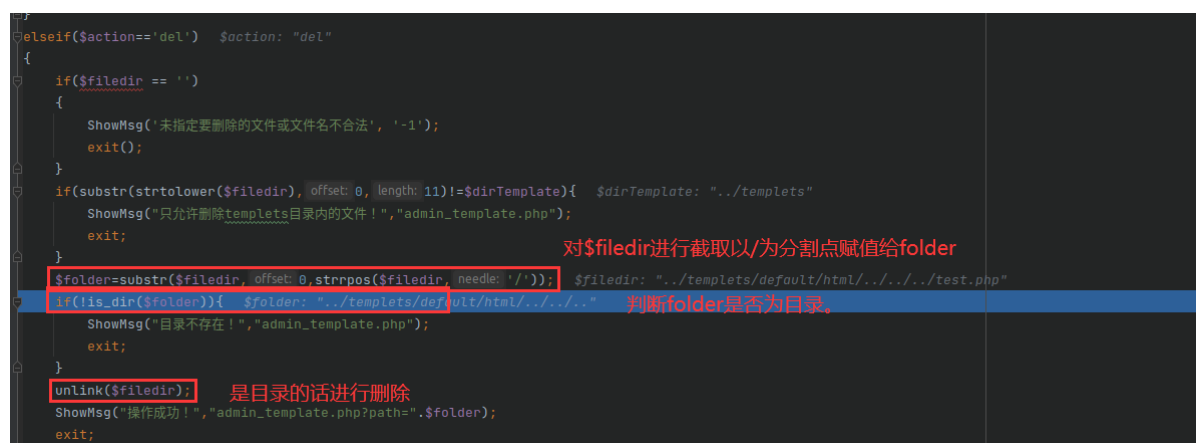 }
elseif($action=='del')   $action: "del"
{
if($filedir == '')
{
ShowMsg('未指定要删除的文件或文件名不合法', '-1');
exit();
}
if(substr(strtolower($filedir), offset: 0, length: 11)!=$dirTemplate){   $dirTemplate: "../templets"
ShowMsg("只允许删除templets目录内的文件！","admin_template.php");
exit;
}
对$filedir进行截取以/为分割点赋值给folder
$folder=substr($filedir, offset: 0,strrpos($filedir, needle: '/'));   $filedir: "../templets/default/html/../../../test.php"
if(!is_dir($folder)){   $folder: "../templets/default/html/../../.."   判断folder是否为目录。
ShowMsg("目录不存在！","admin_template.php");
exit;
}
unlink($filedir);   是目录的话进行删除
ShowMsg("操作成功！","admin_template.php?path=".$folder);
exit;